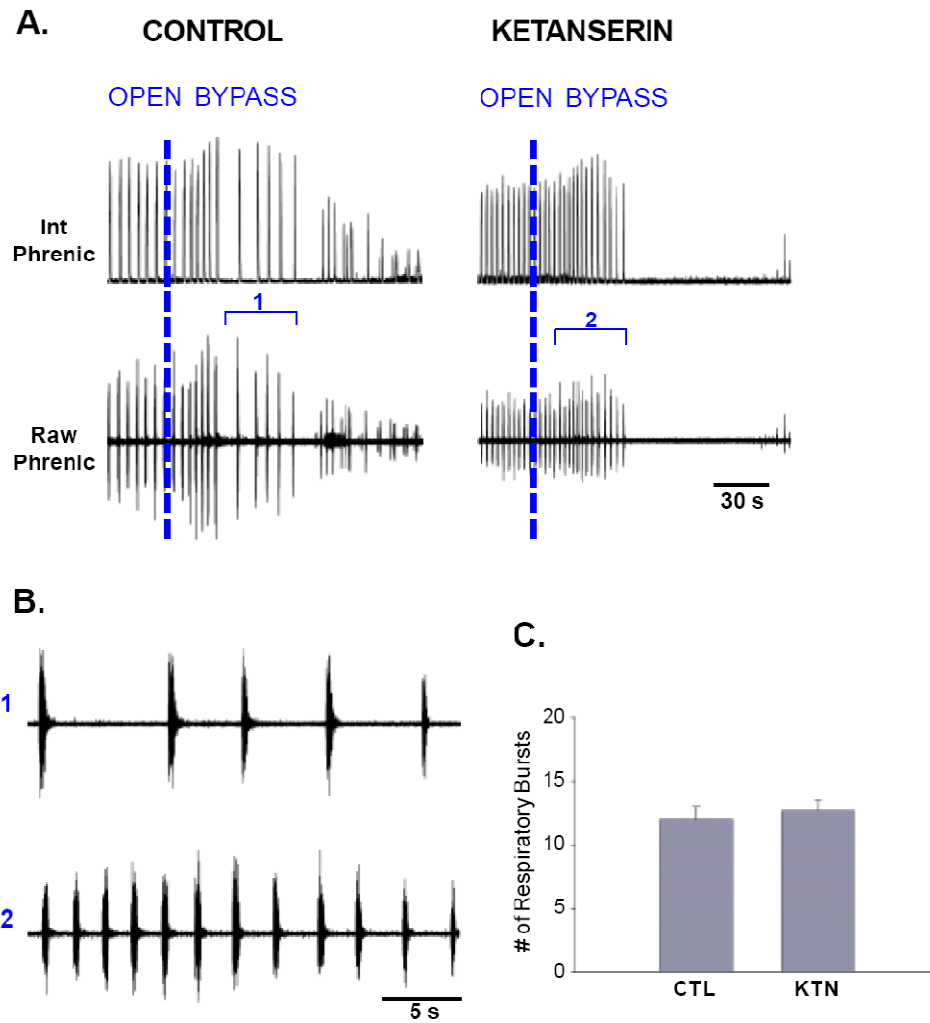 A.
CONTROL
KETANSERIN
OPEN BYPASS
OPEN BYPASS
Int
Phrenic
1
2
Raw
Phrenic
30 s
B.
1
2
5 s
C.
# of Respiratory Bursts
20
15
10
5
0
CTL
KTN